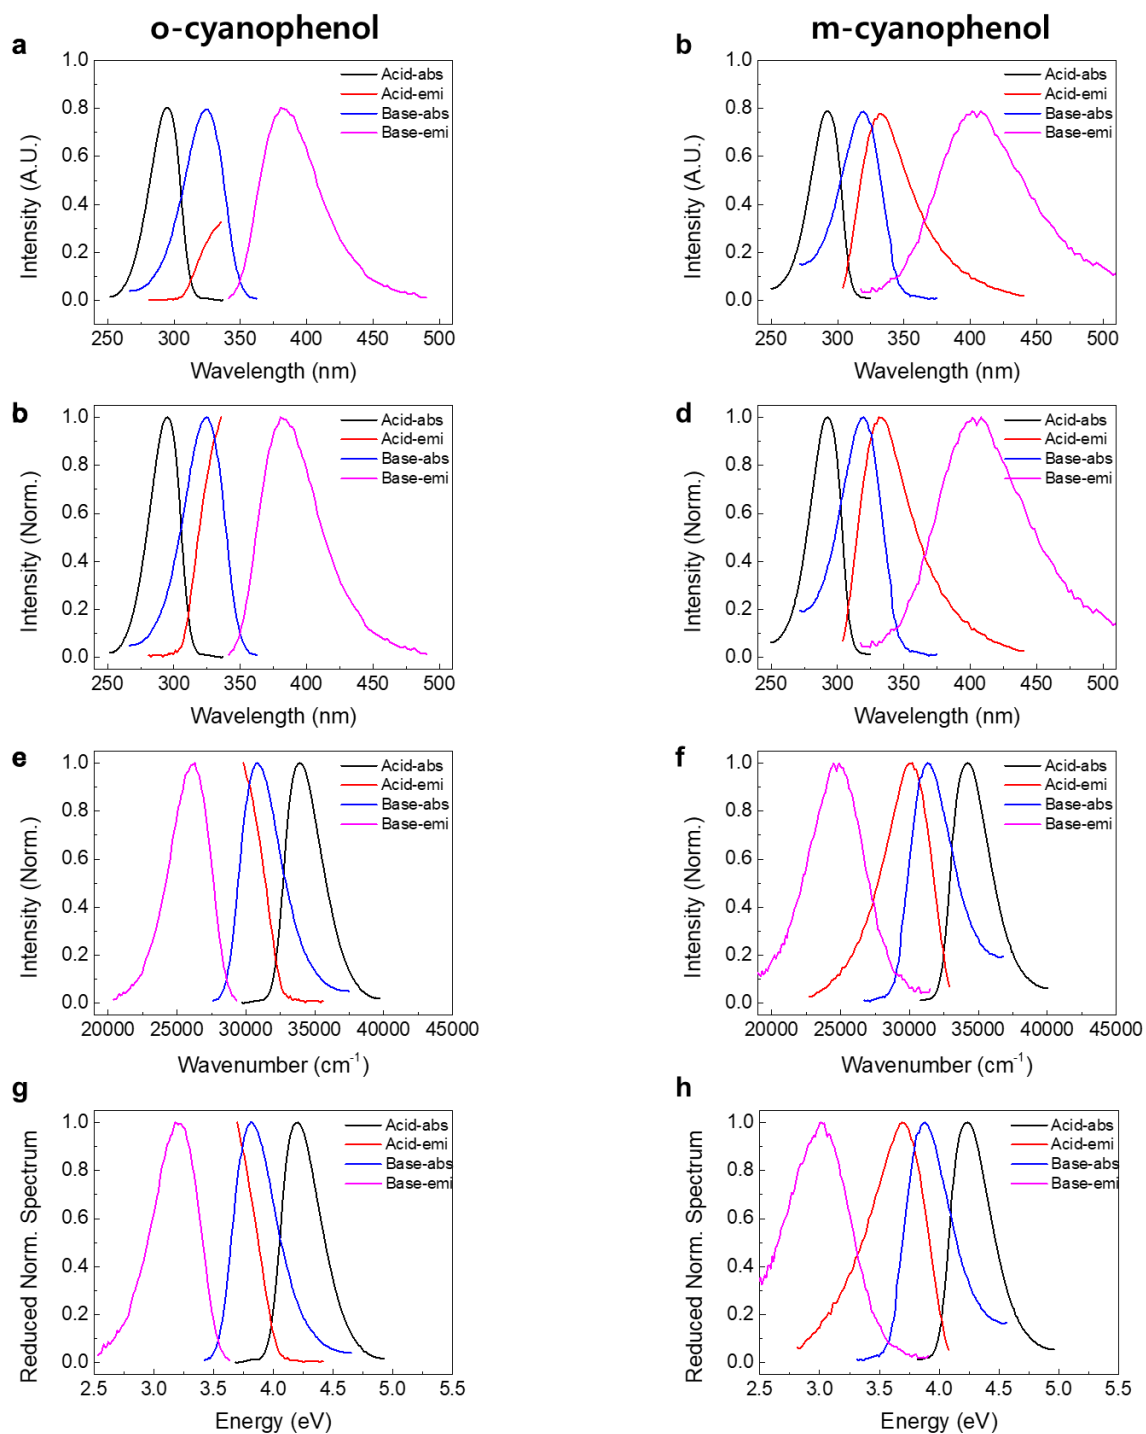 o-cyanophenol
m-cyanophenol
a
1.0
0.8
0.6
0.4
0.2
0.0
Intensity (A.U.)
Acid-abs
Acid-emi
Base-abs
Base-emi
250 300 350 400 450 500
Wavelength (nm)
b
1.0
0.8
0.6
0.4
0.2
0.0
Intensity (A.U.)
Acid-abs
Acid-emi
Base-abs
Base-emi
250 300 350 400 450 500
Wavelength (nm)
b
1.0
0.8
0.6
0.4
0.2
0.0
Intensity (Norm.)
Acid-abs
Acid-emi
Base-abs
Base-emi
250 300 350 400 450 500
Wavelength (nm)
d
1.0
0.8
0.6
0.4
0.2
0.0
Intensity (Norm.)
Acid-abs
Acid-emi
Base-abs
Base-emi
250 300 350 400 450 500
Wavelength (nm)
e
1.0
0.8
0.6
0.4
0.2
0.0
Intensity (Norm.)
Acid-abs
Acid-emi
Base-abs
Base-emi
20000 25000 30000 35000 40000 45000
Wavenumber (cm⁻¹)
f
1.0
0.8
0.6
0.4
0.2
0.0
Intensity (Norm.)
Acid-abs
Acid-emi
Base-abs
Base-emi
20000 25000 30000 35000 40000 45000
Wavenumber (cm⁻¹)
g
1.0
0.8
0.6
0.4
0.2
0.0
Reduced Norm. Spectrum
Acid-abs
Acid-emi
Base-abs
Base-emi
2.5 3.0 3.5 4.0 4.5 5.0 5.5
Energy (eV)
h
1.0
0.8
0.6
0.4
0.2
0.0
Reduced Norm. Spectrum
Acid-abs
Acid-emi
Base-abs
Base-emi
2.5 3.0 3.5 4.0 4.5 5.0 5.5
Energy (eV)